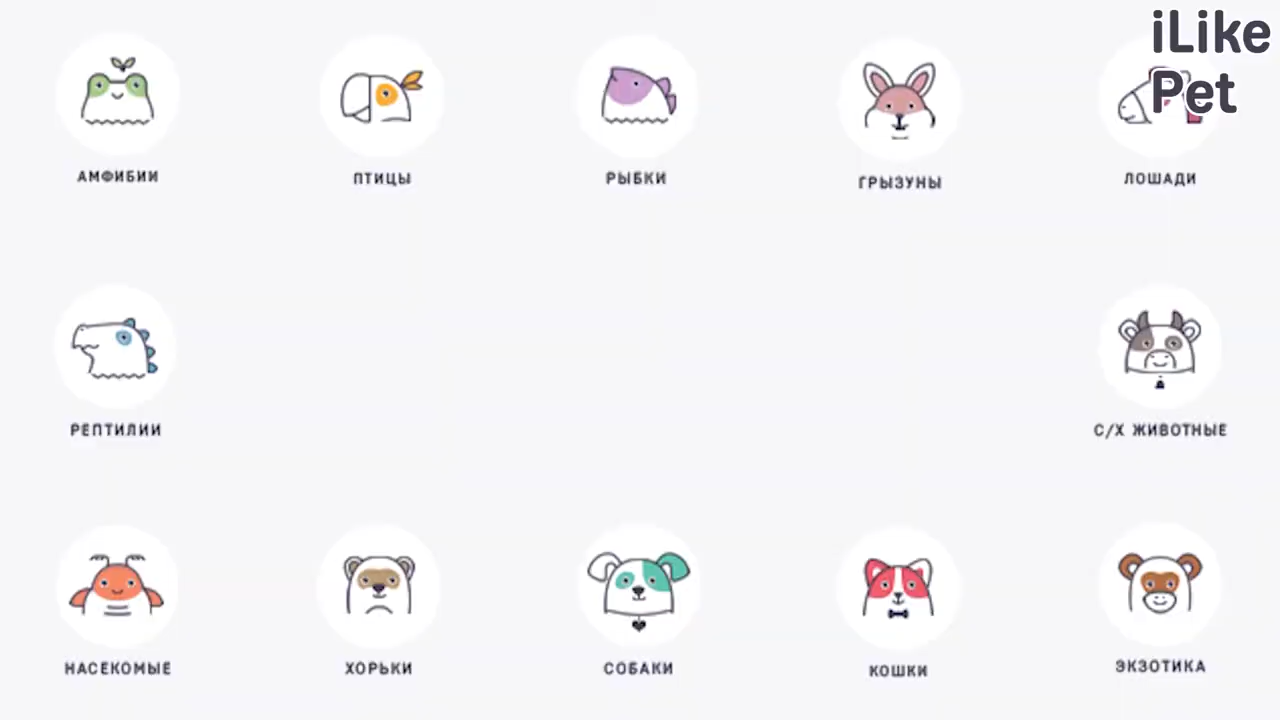 iLike
Pet
АМФИБИИ
ПТИЦЫ
РЫБКИ
ГРЫЗУНЫ
ЛОШАДИ
РЕПТИЛИИ
С/Х ЖИВОТНЫЕ
НАСЕКОМЫЕ
ХОРЬКИ
СОБАКИ
КОШКИ
ЭКЗОТИКА